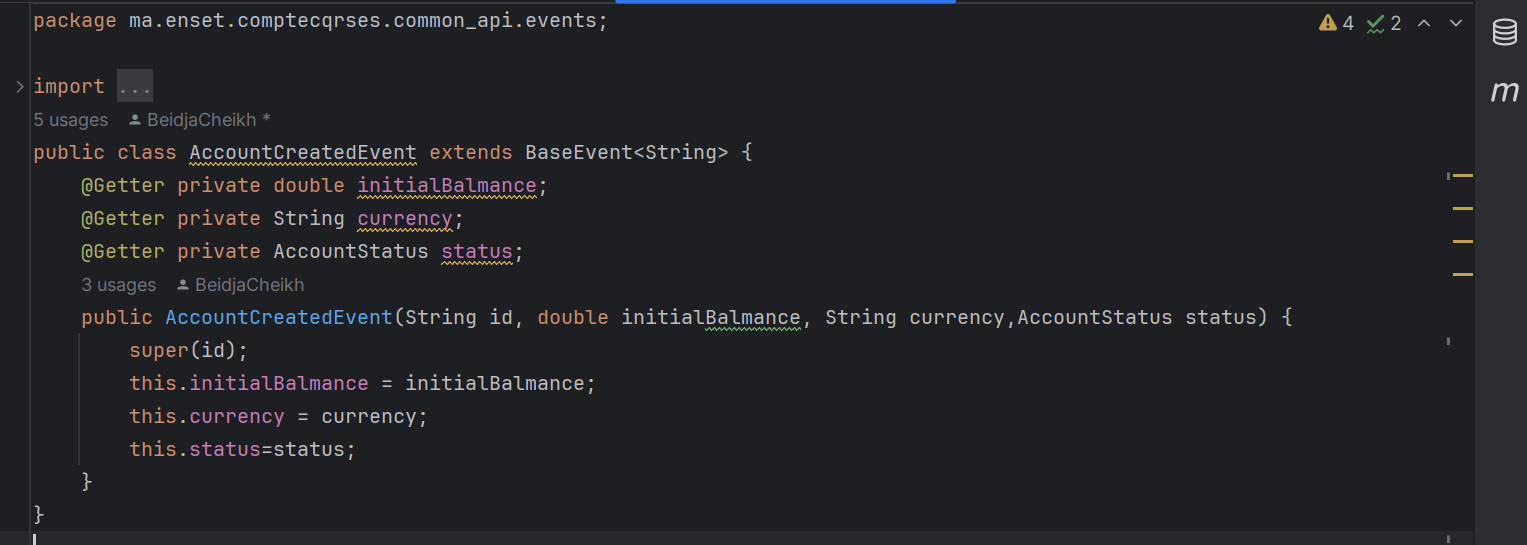 package ma.enset.comptecqrses.common_api.events;
4 2
import ...
5 usages BeidjaCheikh *
public class AccountCreatedEvent extends BaseEvent<String> {
@Getter private double initialBalmance;
@Getter private String currency;
@Getter private AccountStatus status;
3 usages BeidjaCheikh
public AccountCreatedEvent(String id, double initialBalmance, String currency,AccountStatus status) {
super(id);
this.initialBalmance = initialBalmance;
this.currency = currency;
this.status=status;
}
}
m